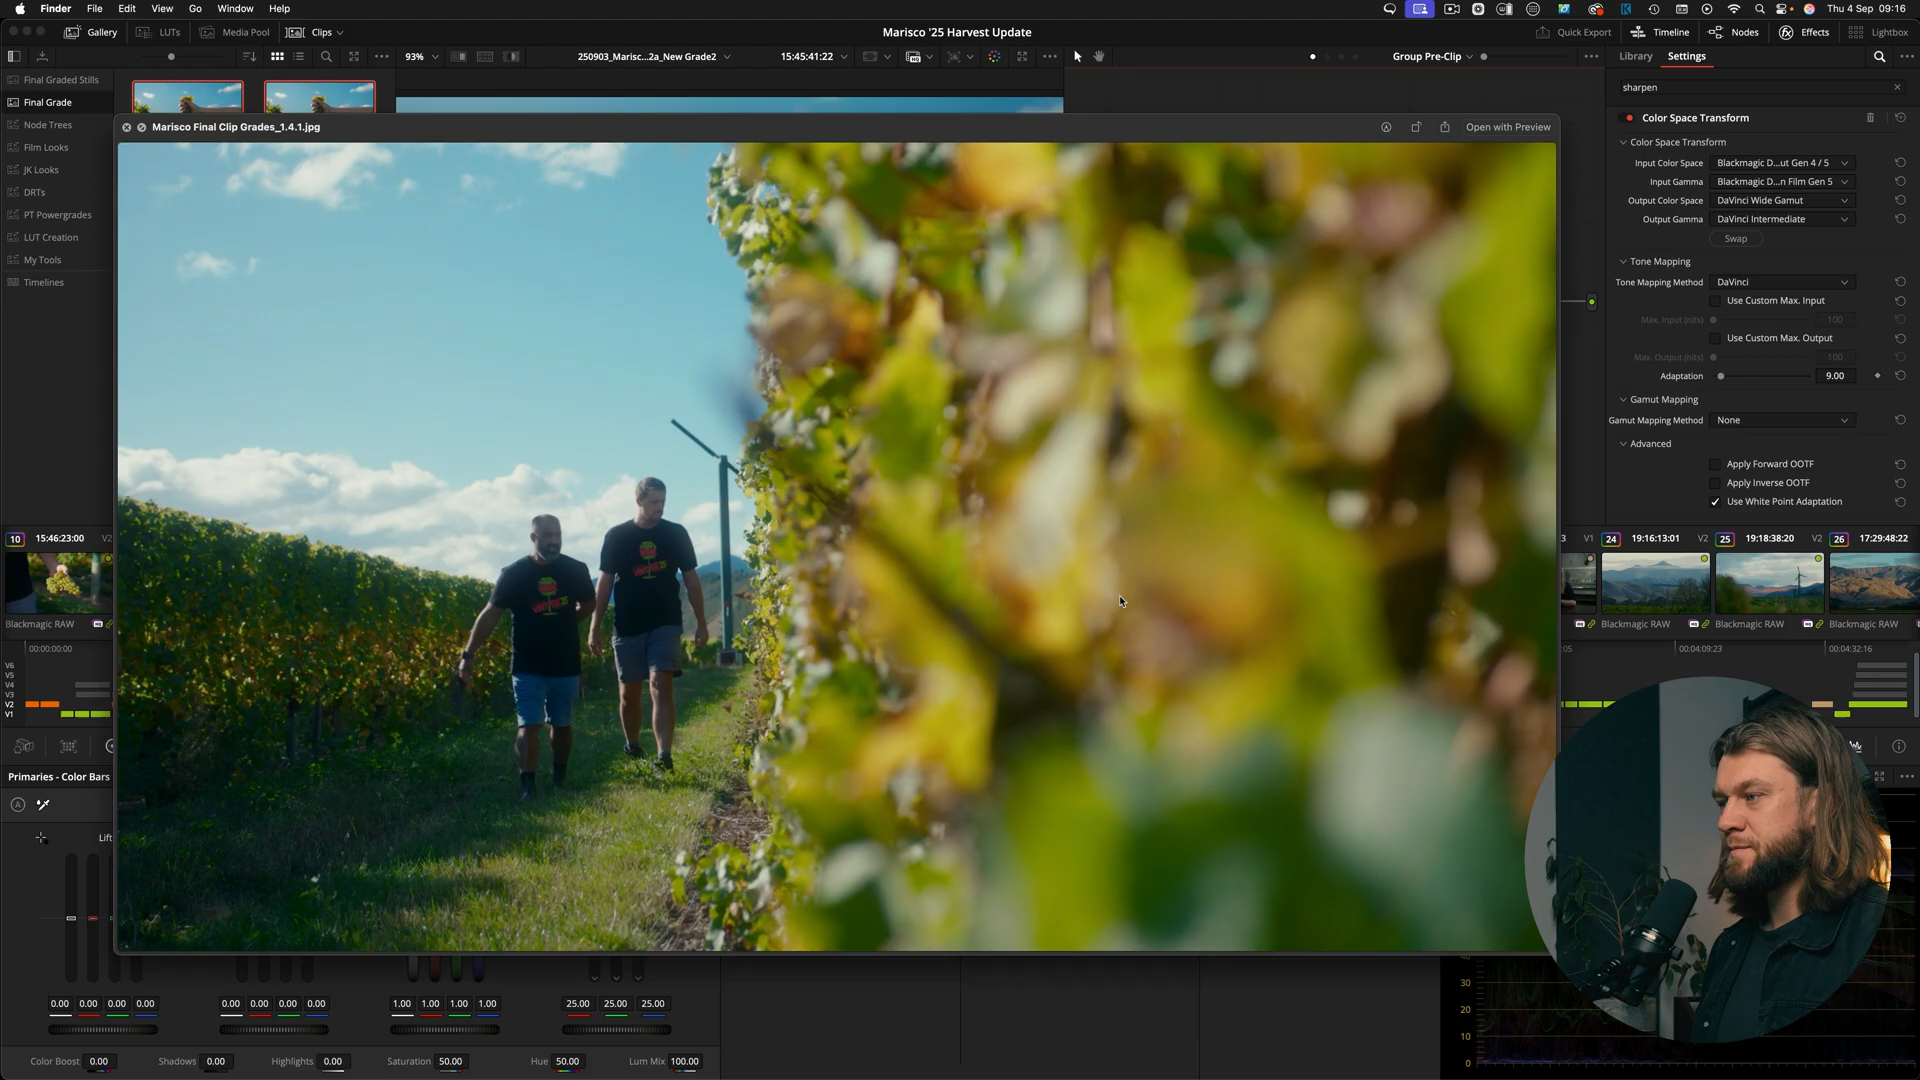 Finder File Edit View Go Window Help
Thu 4 Sep 09:16
Gallery LUTs Media Pool Clips
Marisco '25 Harvest Update
Quick Export Timeline Nodes Effects Lightbox
93%
250903_Marisc...2a_New Grade2
15:45:41:22
Group Pre-Clip
Library Settings
Final Graded Stills
Final Grade
Node Trees
Film Looks
JK Looks
DRTs
PT Powergrades
LUT Creation
My Tools
Timelines
Marisco Final Clip Grades_1.4.1.jpg
Open with Preview
sharpen
Color Space Transform
Color Space Transform
Input Color Space Blackmagic D...ut Gen 4 / 5
Input Gamma Blackmagic D...n Film Gen 5
Output Color Space DaVinci Wide Gamut
Output Gamma DaVinci Intermediate
Swap
Tone Mapping
Tone Mapping Method DaVinci
Use Custom Max. Input
Max. Input (nits) 100
Use Custom Max. Output
Max. Output (nits) 100
Adaptation 9.00
Gamut Mapping
Gamut Mapping Method None
Advanced
Apply Forward OOTF
Apply Inverse OOTF
Use White Point Adaptation
10 15:46:23:00 V2
3 V1 24 19:16:13:01 V2 25 19:18:38:20 V2 26 17:29:48:22
Blackmagic RAW
Blackmagic RAW Blackmagic RAW Blackmagic RAW
00:00:00:00
:05 00:04:09:23 00:04:32:16
V6
V5
V4
V3
V2
V1
Primaries - Color Bars
Lift
0.00 0.00 0.00 0.00 0.00 0.00 0.00 0.00 1.00 1.00 1.00 1.00 25.00 25.00 25.00
Color Boost 0.00 Shadows 0.00 Highlights 0.00 Saturation 50.00 Hue 50.00 Lum Mix 100.00
30
20
10
0